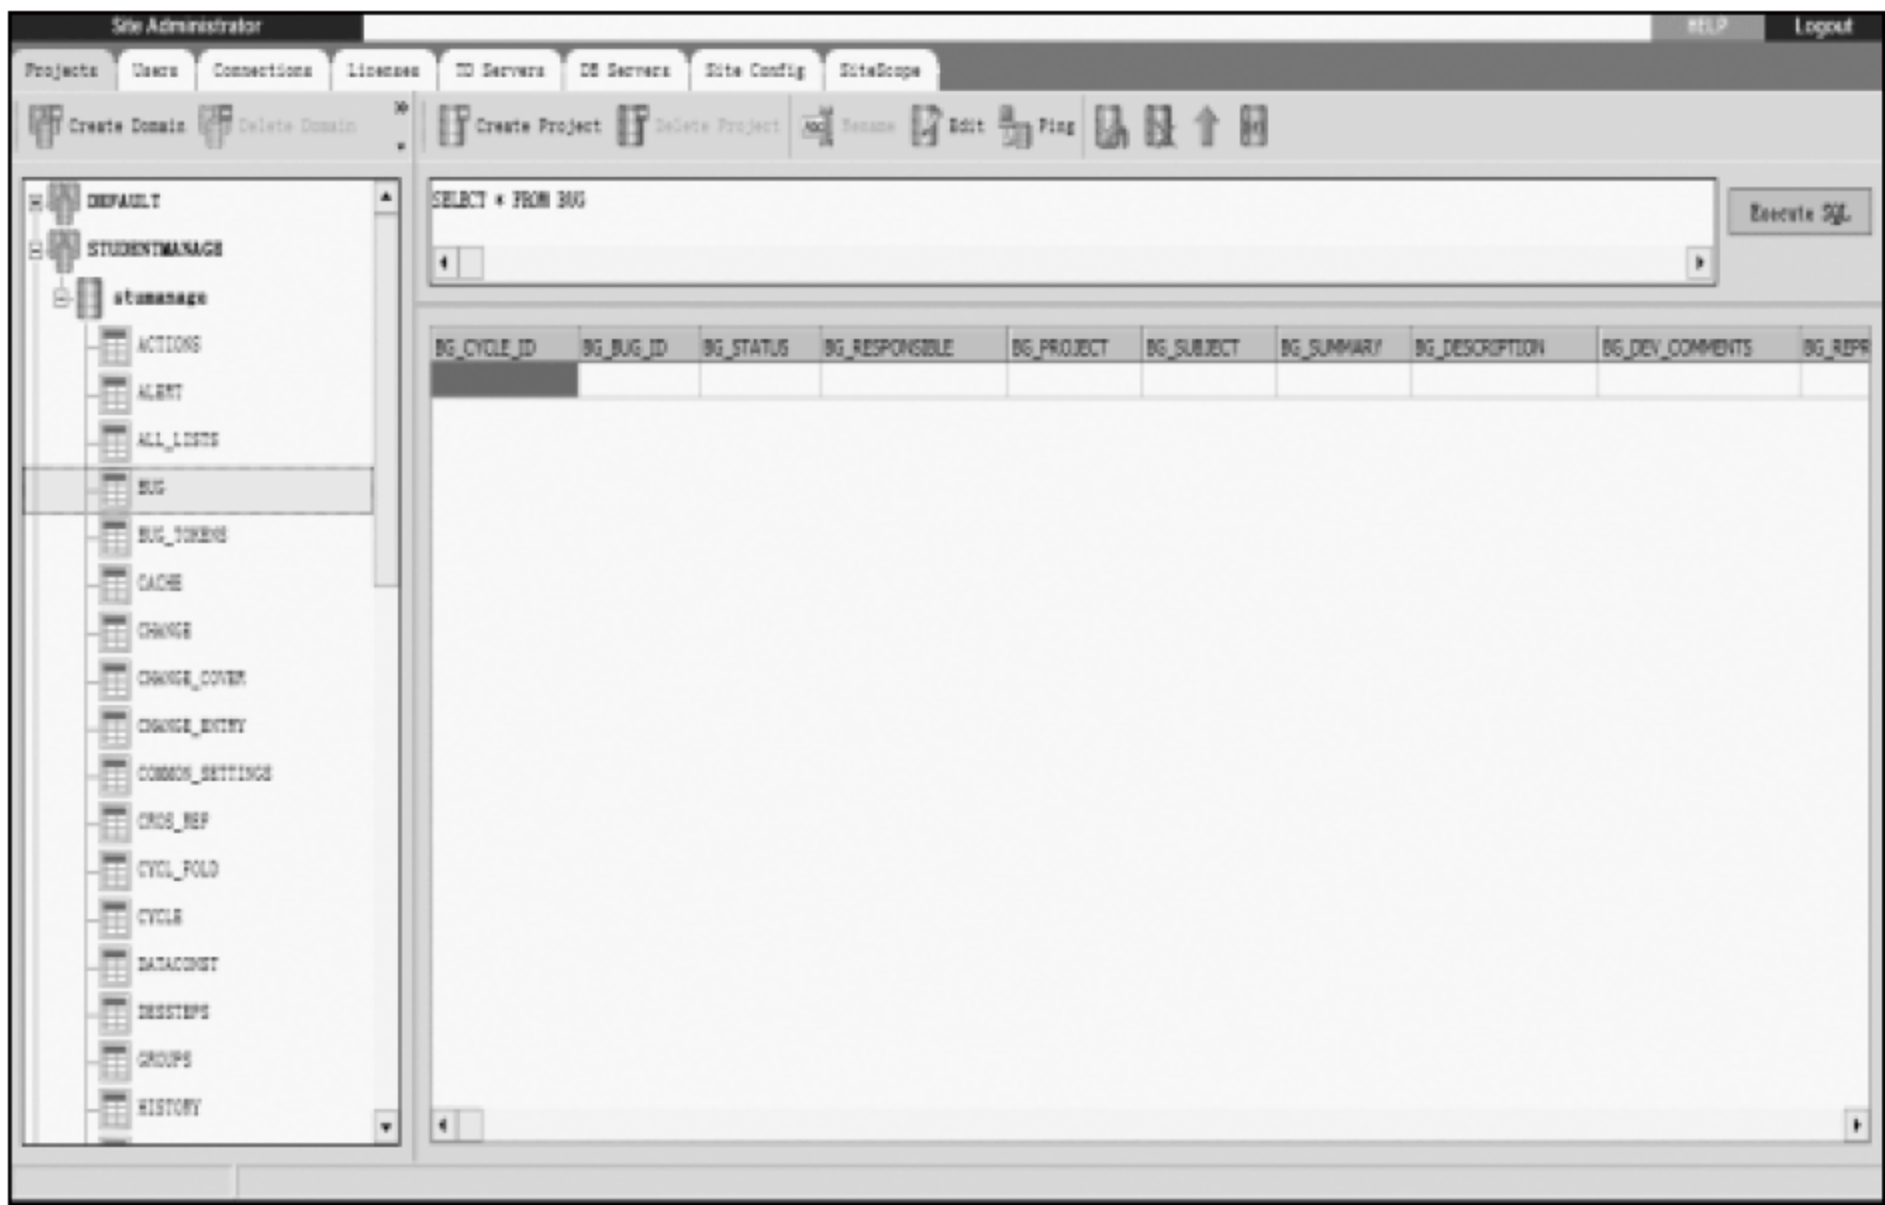 Site Administrator HELP Logout
Projects Users Connections Licenses TD Servers DB Servers Site Config SiteScope
Create Domain Delete Domain Create Project Delete Project Rename Edit Ping
SELECT * FROM BUG
Execute SQL
DEFAULT
STUDENTMANAGE
stumanage
ACTIONS
ALERT
ALL_LISTS
BUG
BUG_TOKENS
CACHE
CHANGE
CHANGE_COVER
CHANGE_ENTRY
COMMON_SETTINGS
CROS_REF
CYCL_FOLD
CYCLE
DATACONST
DESSTEPS
GROUPS
HISTORY
BG_CYCLE_ID BG_BUG_ID BG_STATUS BG_RESPONSIBLE BG_PROJECT BG_SUBJECT BG_SUMMARY BG_DESCRIPTION BG_DEV_COMMENTS BG_REPR